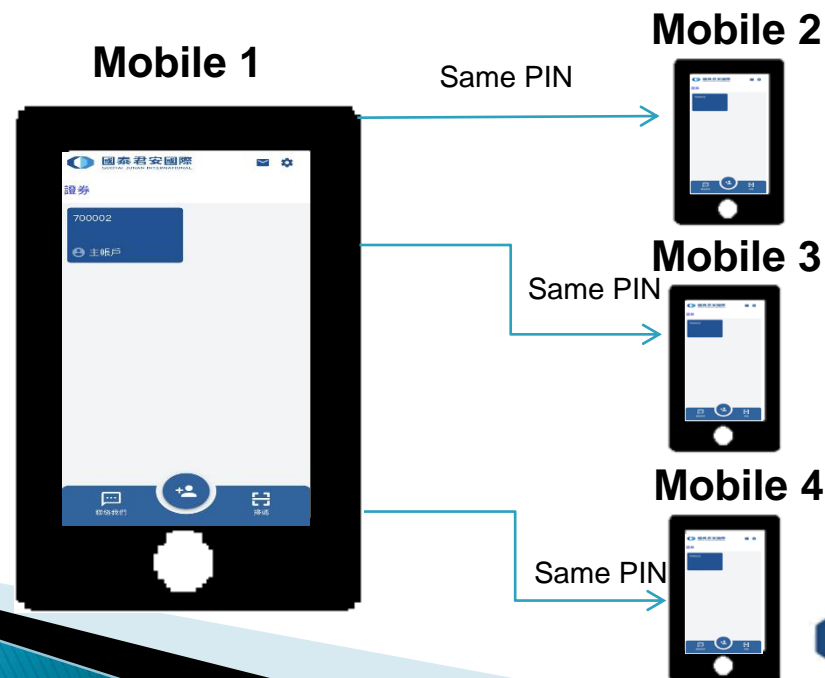 Mobile 1
Same PIN
Mobile 2
國泰君安國際
GUOTAI JUNAN INTERNATIONAL
證券
700002
主帳戶
聯絡我們
掃碼
Same PIN
Mobile 3
Same PIN
Mobile 4